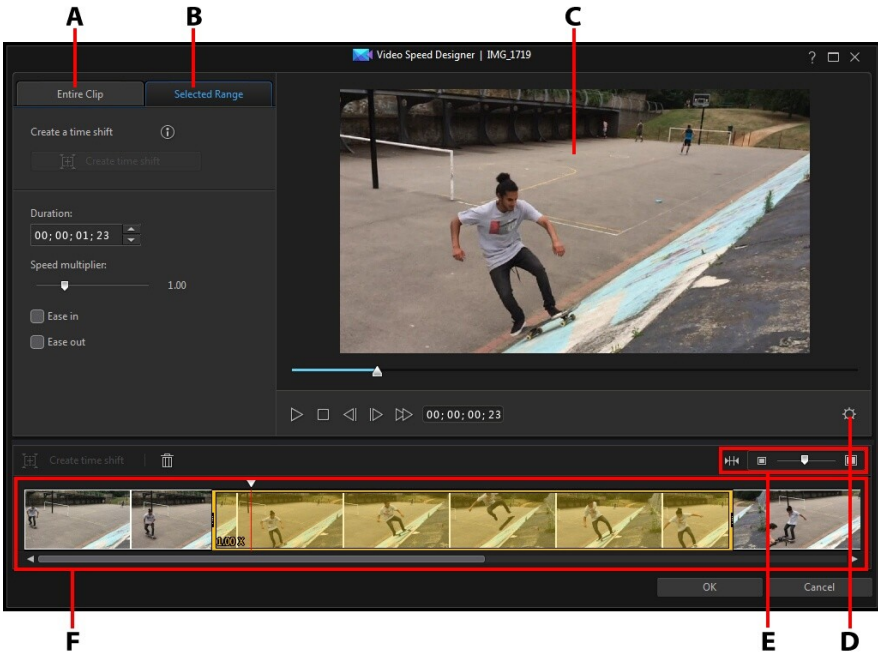 A B C
Video Speed Designer | IMG_1719
Entire Clip
Selected Range
Create a time shift
Create time shift
Duration:
00;00;01;23
Speed multiplier:
1.00
Ease in
Ease out
00;00;00;23
Create time shift
1.00 X
OK
Cancel
F E D